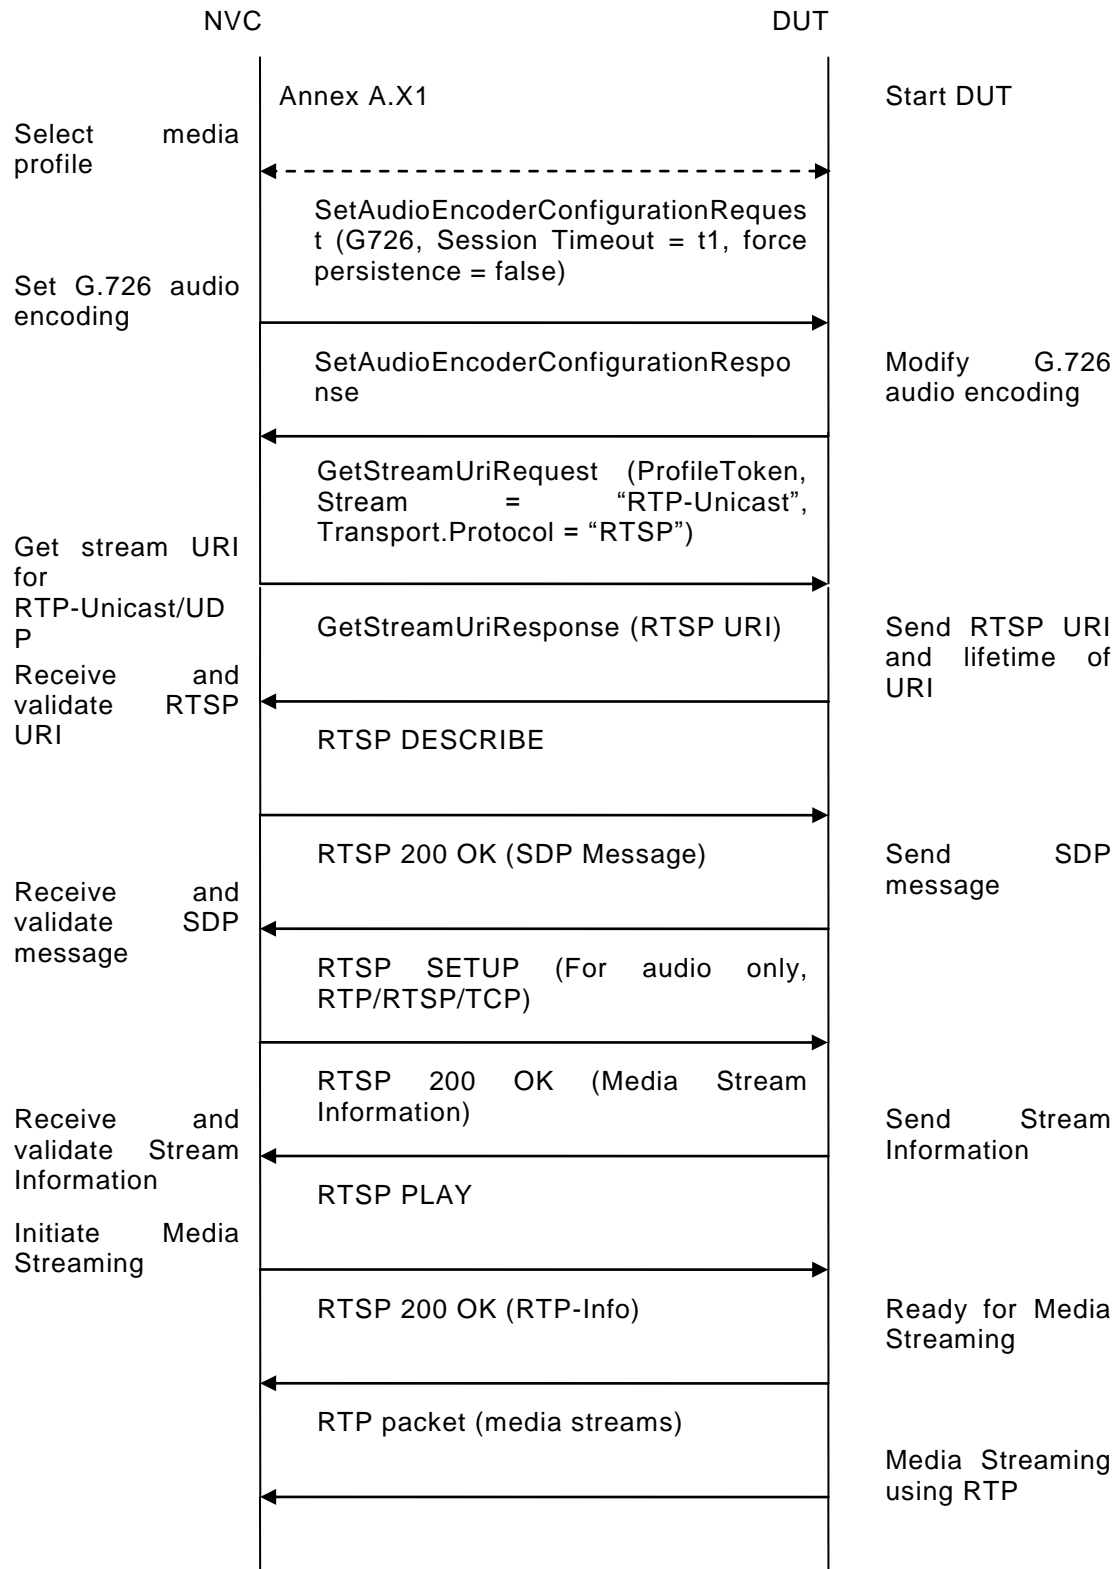 NVC DUT
Annex A.X1
Start DUT
Select media
profile
SetAudioEncoderConfigurationReques
t (G726, Session Timeout = t1, force
persistence = false)
Set G.726 audio
encoding
SetAudioEncoderConfigurationRespo
nse
Modify G.726
audio encoding
GetStreamUriRequest (ProfileToken,
Stream = “RTP-Unicast”,
Transport.Protocol = “RTSP”)
Get stream URI
for
RTP-Unicast/UD
P
GetStreamUriResponse (RTSP URI)
Send RTSP URI
and lifetime of
URI
Receive and
validate RTSP
URI
RTSP DESCRIBE
RTSP 200 OK (SDP Message)
Send SDP
message
Receive and
validate SDP
message
RTSP SETUP (For audio only,
RTP/RTSP/TCP)
RTSP 200 OK (Media Stream
Information)
Send Stream
Information
Receive and
validate Stream
Information
RTSP PLAY
Initiate Media
Streaming
RTSP 200 OK (RTP-Info)
Ready for Media
Streaming
RTP packet (media streams)
Media Streaming
using RTP